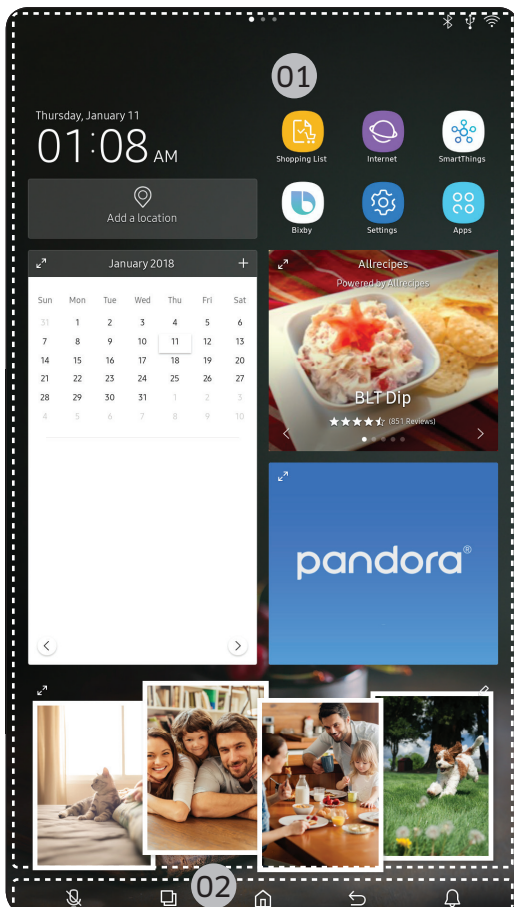 01
Thursday, January 11
01:08 AM
Shopping List
Internet
SmartThings
Add a location
Bixby
Settings
Apps
January 2018
Sun Mon Tue Wed Thu Fri Sat
31 1 2 3 4 5 6
7 8 9 10 11 12 13
14 15 16 17 18 19 20
21 22 23 24 25 26 27
28 29 30 31 1 2 3
4 5 6 7 8 9 10
Allrecipes
Powered by Allrecipes
BLT Dip
(851 Reviews)
pandora®
02